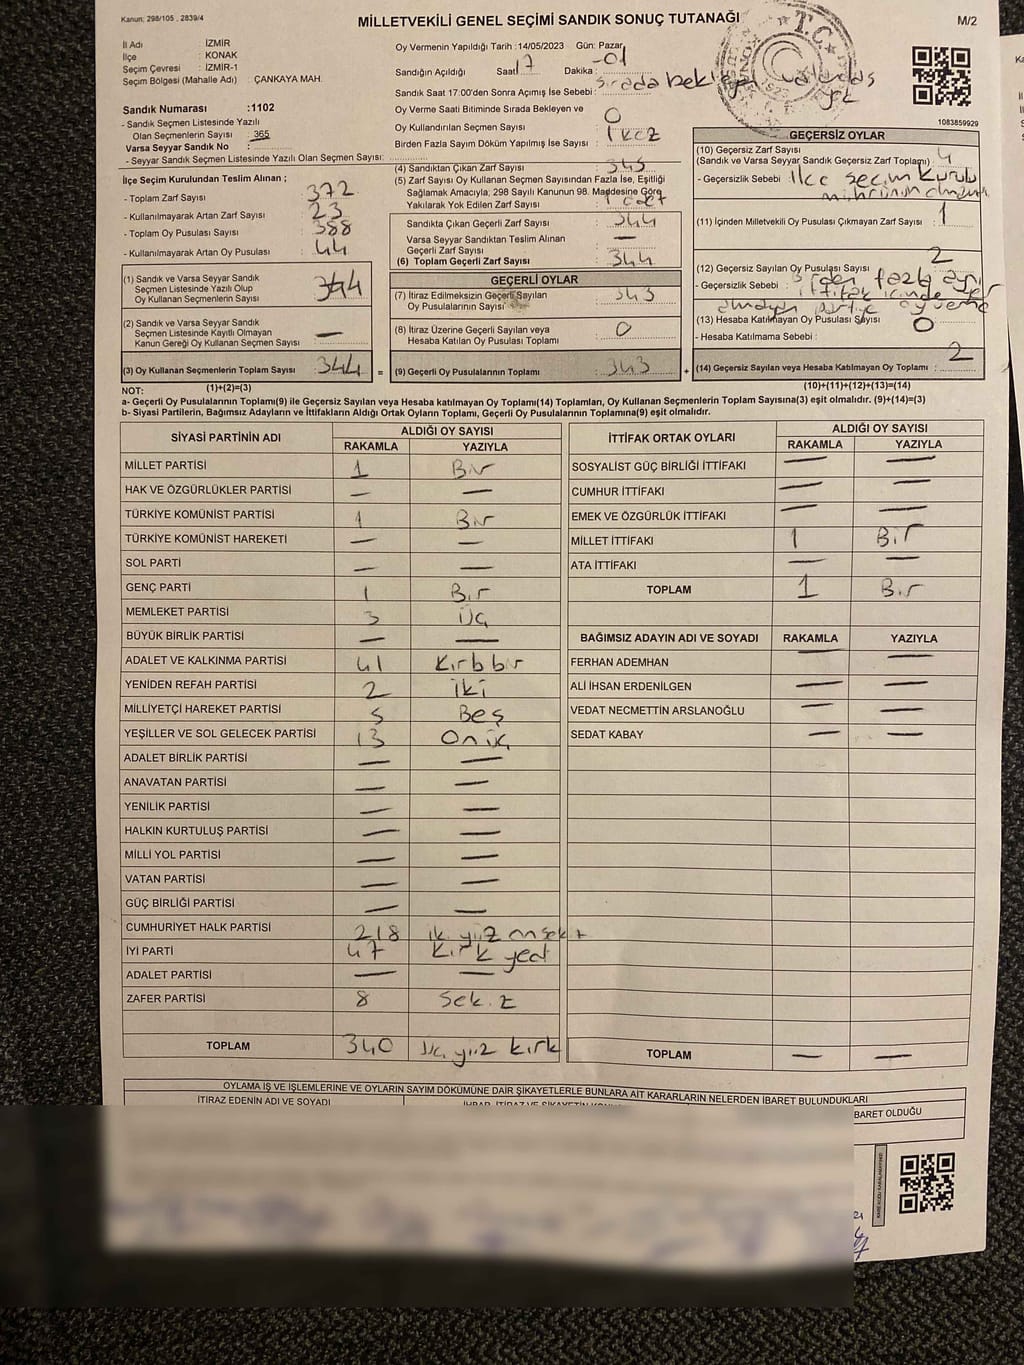 Kanun; 298/105 , 2839/4
MİLLETVEKİLİ GENEL SEÇİMİ SANDIK SONUÇ TUTANAĞI
M/2
İl Adı : İZMİR
İlçe : KONAK
Seçim Çevresi : İZMİR-1
Seçim Bölgesi (Mahalle Adı) : ÇANKAYA MAH.
Sandık Numarası :1102
- Sandık Seçmen Listesinde Yazılı
Olan Seçmenlerin Sayısı : 365
Varsa Seyyar Sandık No :
- Seyyar Sandık Seçmen Listesinde Yazılı Olan Seçmen Sayısı:
Oy Vermenin Yapıldığı Tarih :14/05/2023 Gün: Pazar
Sandığın Açıldığı Saat: 17 Dakika : -01
Sandık Saat 17:00'den Sonra Açımış İse Sebebi : Sırada bekleyen vatandaş
Oy Verme Saati Bitiminde Sırada Bekleyen ve
Oy Kullandırılan Seçmen Sayısı : 0
Birden Fazla Sayım Döküm Yapılmış İse Sayısı : 1 kez
1083859929
İlçe Seçim Kurulundan Teslim Alınan ;
- Toplam Zarf Sayısı : 372
- Kullanılmayarak Artan Zarf Sayısı : 23
- Toplam Oy Pusulası Sayısı : 388
- Kullanılmayarak Artan Oy Pusulası : 44
(1) Sandık ve Varsa Seyyar Sandık
Seçmen Listesinde Yazılı Olup
Oy Kullanan Seçmenlerin Sayısı : 344
(2) Sandık ve Varsa Seyyar Sandık
Seçmen Listesinde Kayıtlı Olmayan
Kanun Gereği Oy Kullanan Seçmen Sayısı : —
(3) Oy Kullanan Seçmenlerin Toplam Sayısı : 344 =
(4) Sandıktan Çıkan Zarf Sayısı : 345
(5) Zarf Sayısı Oy Kullanan Seçmen Sayısından Fazla İse, Eşitliği
Sağlamak Amacıyla; 298 Sayılı Kanunun 98. Maddesine Göre
Yakılarak Yok Edilen Zarf Sayısı : 1 adet
Sandıkta Çıkan Geçerli Zarf Sayısı : 344
Varsa Seyyar Sandıktan Teslim Alınan
Geçerli Zarf Sayısı : —
(6) Toplam Geçerli Zarf Sayısı : 344
GEÇERLİ OYLAR
(7) İtiraz Edilmeksizin Geçerli Sayılan
Oy Pusulalarının Sayısı : 343
(8) İtiraz Üzerine Geçerli Sayılan veya
Hesaba Katılan Oy Pusulası Toplamı : 0
(9) Geçerli Oy Pusulalarının Toplamı : 343 +
GEÇERSİZ OYLAR
(10) Geçersiz Zarf Sayısı
(Sandık ve Varsa Seyyar Sandık Geçersiz Zarf Toplamı) : 4
- Geçersizlik Sebebi : İlçe seçim kurulu
mührünün olmaması
(11) İçinden Milletvekili Oy Pusulası Çıkmayan Zarf Sayısı : 1
(12) Geçersiz Sayılan Oy Pusulası Sayısı : 2
- Geçersizlik Sebebi : Birden fazla aynı
ittifak içinde yer
almayan partiye oy verme
(13) Hesaba Katılmayan Oy Pusulası Sayısı : 0
- Hesaba Katılmama Sebebi :
(14) Geçersiz Sayılan veya Hesaba Katılmayan Oy Toplamı : 2
NOT: (1)+(2)=(3) (10)+(11)+(12)+(13)=(14)
a- Geçerli Oy Pusulalarının Toplamı(9) ile Geçersiz Sayılan veya Hesaba katılmayan Oy Toplamı(14) Toplamları, Oy Kullanan Seçmenlerin Toplam Sayısına(3) eşit olmalıdır. (9)+(14)=(3)
b- Siyasi Partilerin, Bağımsız Adayların ve İttifakların Aldığı Ortak Oyların Toplamı, Geçerli Oy Pusulalarının Toplamına(9) eşit olmalıdır.
SİYASİ PARTİNİN ADI ALDIĞI OY SAYISI
RAKAMLA YAZIYLA
MİLLET PARTİSİ 1 Bir
HAK VE ÖZGÜRLÜKLER PARTİSİ — —
TÜRKİYE KOMÜNİST PARTİSİ 1 Bir
TÜRKİYE KOMÜNİST HAREKETİ — —
SOL PARTİ — —
GENÇ PARTİ 1 Bir
MEMLEKET PARTİSİ 3 Üç
BÜYÜK BİRLİK PARTİSİ — —
ADALET VE KALKINMA PARTİSİ 41 Kırbbir
YENİDEN REFAH PARTİSİ 2 iki
MİLLİYETÇİ HAREKET PARTİSİ 5 Beş
YEŞİLLER VE SOL GELECEK PARTİSİ 13 Onüç
ADALET BİRLİK PARTİSİ — —
ANAVATAN PARTİSİ — —
YENİLİK PARTİSİ — —
HALKIN KURTULUŞ PARTİSİ — —
MİLLİ YOL PARTİSİ — —
VATAN PARTİSİ — —
GÜÇ BİRLİĞİ PARTİSİ — —
CUMHURİYET HALK PARTİSİ 218 iki yüz onsekiz
İYİ PARTİ 47 Kırk yedi
ADALET PARTİSİ — —
ZAFER PARTİSİ 8 Sekiz
TOPLAM 340 Üç yüz kırk
İTTİFAK ORTAK OYLARI ALDIĞI OY SAYISI
RAKAMLA YAZIYLA
SOSYALİST GÜÇ BİRLİĞİ İTTİFAKI — —
CUMHUR İTTİFAKI — —
EMEK VE ÖZGÜRLÜK İTTİFAKI — —
MİLLET İTTİFAKI 1 Bir
ATA İTTİFAKI — —
TOPLAM 1 Bir
BAĞIMSIZ ADAYIN ADI VE SOYADI RAKAMLA YAZIYLA
FERHAN ADEMHAN — —
ALİ İHSAN ERDENİLGEN — —
VEDAT NECMETTİN ARSLANOĞLU — —
SEDAT KABAY — —
TOPLAM — —
OYLAMA İŞ VE İŞLEMLERİNE VE OYLARIN SAYIM DÖKÜMÜNE DAİR ŞİKAYETLERLE BUNLARA AİT KARARLARIN NELERDEN İBARET BULUNDUKLARI
İTİRAZ EDENİN ADI VE SOYADI
BARET OLDUĞU